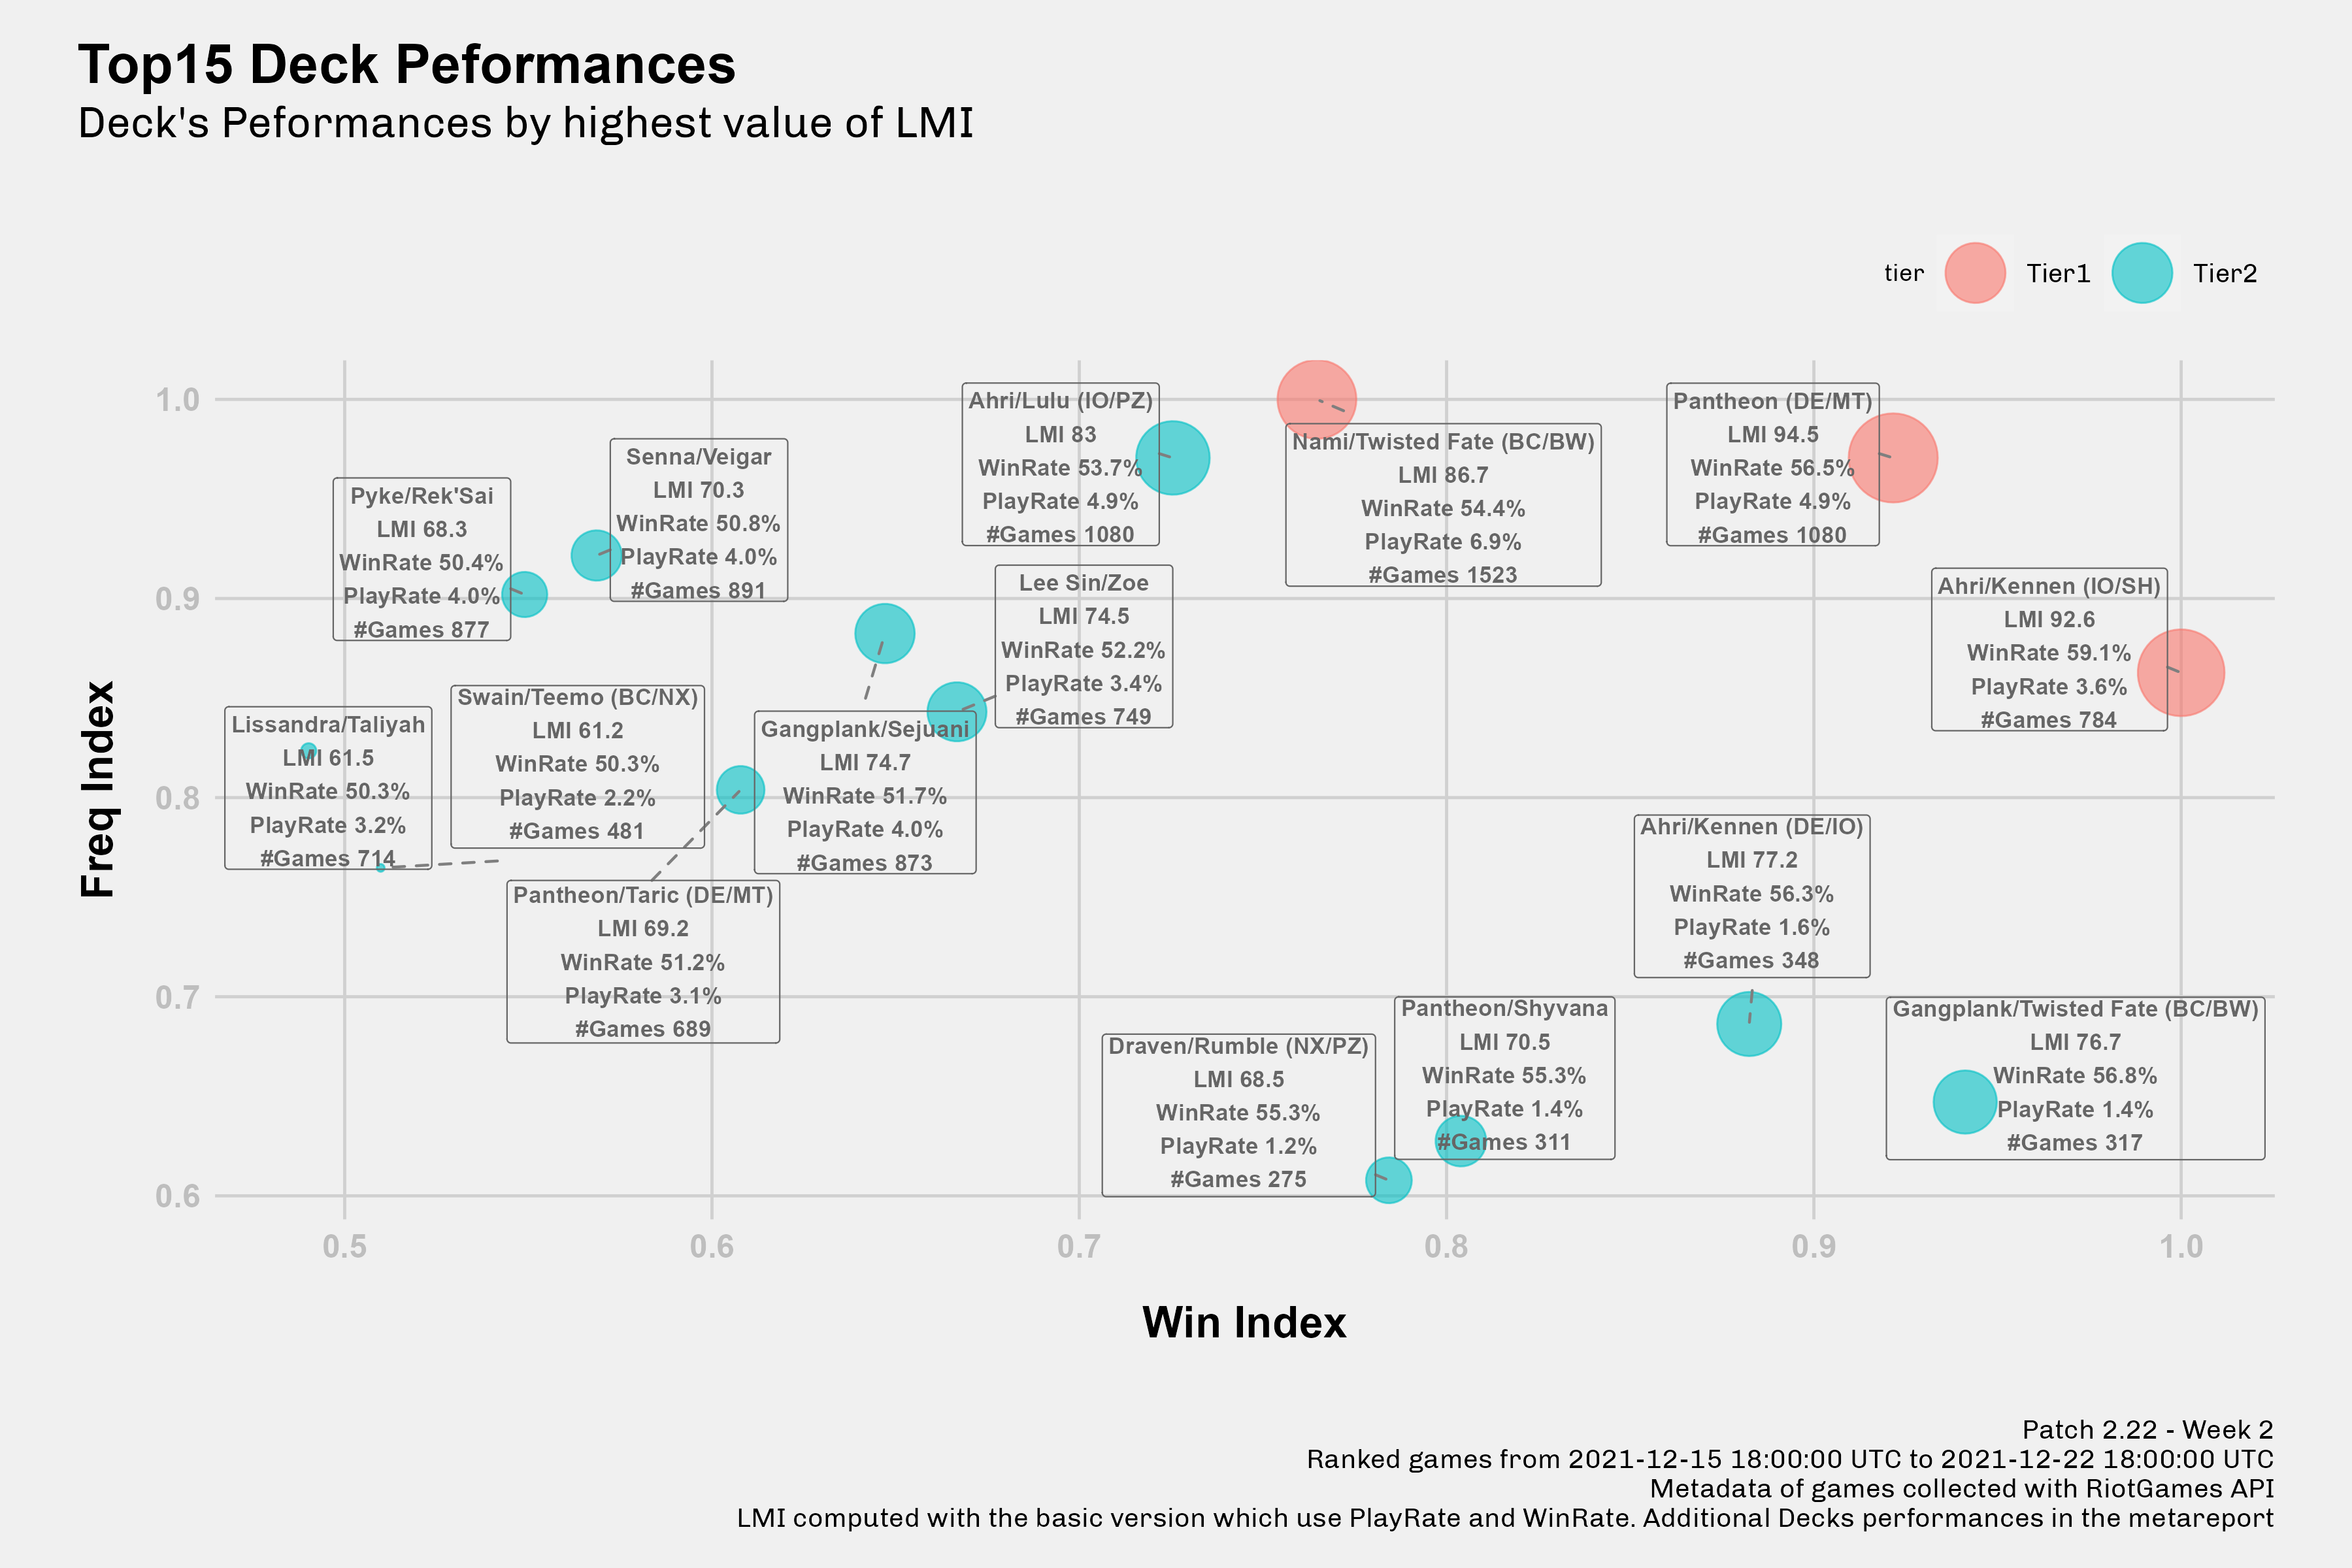 Top15 Deck Peformances
Deck's Peformances by highest value of LMI
tier Tier1 Tier2
Freq Index
1.0
0.9
0.8
0.7
0.6
Ahri/Lulu (IO/PZ)
LMI 83
WinRate 53.7%
PlayRate 4.9%
#Games 1080
Nami/Twisted Fate (BC/BW)
LMI 86.7
WinRate 54.4%
PlayRate 6.9%
#Games 1523
Pantheon (DE/MT)
LMI 94.5
WinRate 56.5%
PlayRate 4.9%
#Games 1080
Senna/Veigar
LMI 70.3
WinRate 50.8%
PlayRate 4.0%
#Games 891
Pyke/Rek'Sai
LMI 68.3
WinRate 50.4%
PlayRate 4.0%
#Games 877
Lee Sin/Zoe
LMI 74.5
WinRate 52.2%
PlayRate 3.4%
#Games 749
Ahri/Kennen (IO/SH)
LMI 92.6
WinRate 59.1%
PlayRate 3.6%
#Games 784
Swain/Teemo (BC/NX)
LMI 61.2
WinRate 50.3%
PlayRate 2.2%
#Games 481
Lissandra/Taliyah
LMI 61.5
WinRate 50.3%
PlayRate 3.2%
#Games 714
Gangplank/Sejuani
LMI 74.7
WinRate 51.7%
PlayRate 4.0%
#Games 873
Ahri/Kennen (DE/IO)
LMI 77.2
WinRate 56.3%
PlayRate 1.6%
#Games 348
Pantheon/Taric (DE/MT)
LMI 69.2
WinRate 51.2%
PlayRate 3.1%
#Games 689
Pantheon/Shyvana
LMI 70.5
WinRate 55.3%
PlayRate 1.4%
#Games 311
Gangplank/Twisted Fate (BC/BW)
LMI 76.7
WinRate 56.8%
PlayRate 1.4%
#Games 317
Draven/Rumble (NX/PZ)
LMI 68.5
WinRate 55.3%
PlayRate 1.2%
#Games 275
0.5 0.6 0.7 0.8 0.9 1.0
Win Index
Patch 2.22 - Week 2
Ranked games from 2021-12-15 18:00:00 UTC to 2021-12-22 18:00:00 UTC
Metadata of games collected with RiotGames API
LMI computed with the basic version which use PlayRate and WinRate. Additional Decks performances in the metareport